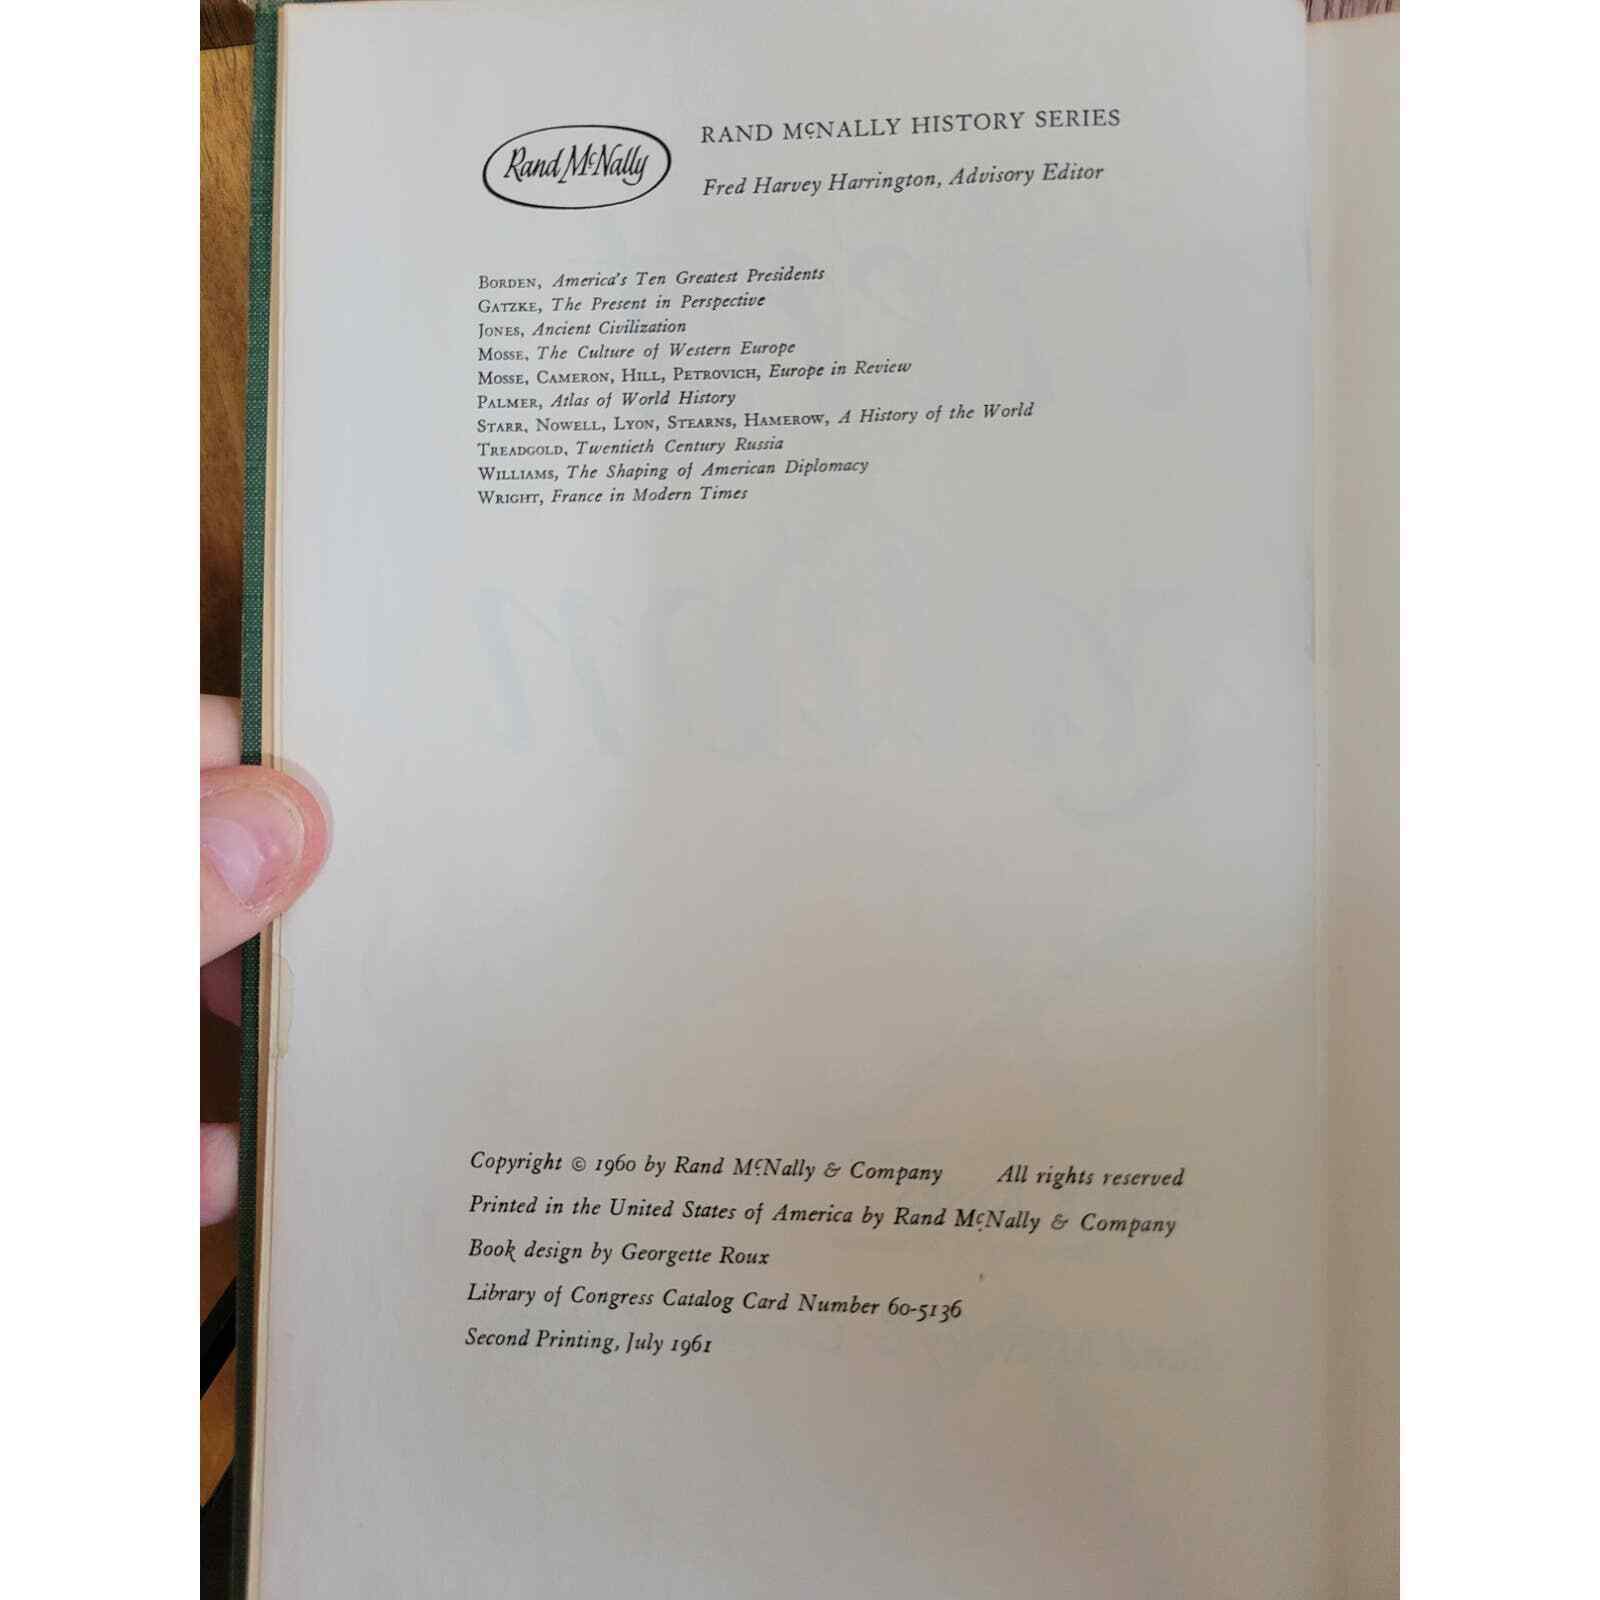 Rand McNally
RAND McNALLY HISTORY SERIES
Fred Harvey Harrington, Advisory Editor
BORDEN, America's Ten Greatest Presidents
GATZKE, The Present in Perspective
JONES, Ancient Civilization
MOSSE, The Culture of Western Europe
MOSSE, CAMERON, HILL, PETROVICH, Europe in Review
PALMER, Atlas of World History
STARR, NOWELL, LYON, STEARNS, HAMEROW, A History of the World
TREADGOLD, Twentieth Century Russia
WILLIAMS, The Shaping of American Diplomacy
WRIGHT, France in Modern Times
Copyright © 1960 by Rand McNally & Company All rights reserved
Printed in the United States of America by Rand McNally & Company
Book design by Georgette Roux
Library of Congress Catalog Card Number 60-5136
Second Printing, July 1961